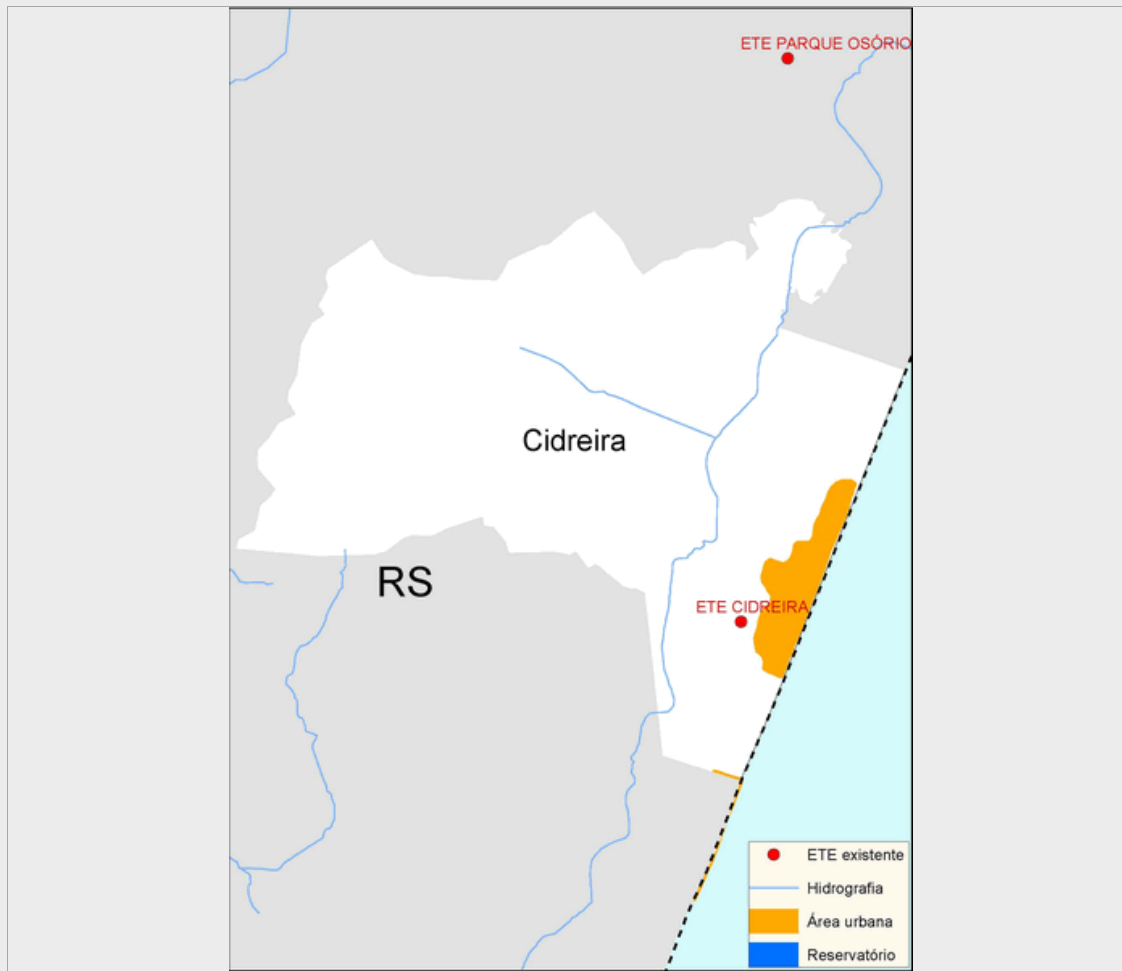 ETE PARQUE OSÓRIO
Cidreira
RS
ETE CIDREIRA
ETE existente
Hidrografia
Área urbana
Reservatório